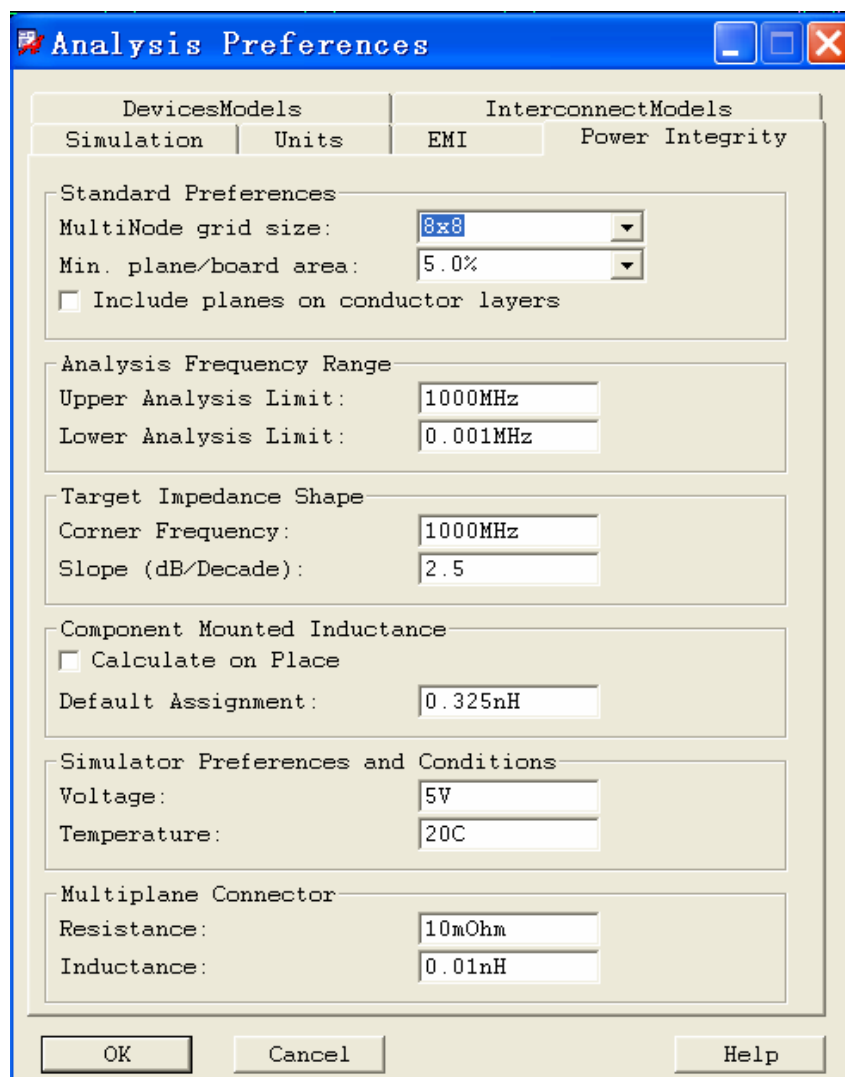 Analysis Preferences
DevicesModels InterconnectModels
Simulation Units EMI Power Integrity
Standard Preferences
MultiNode grid size: 8x8
Min. plane/board area: 5.0%
Include planes on conductor layers
Analysis Frequency Range
Upper Analysis Limit: 1000MHz
Lower Analysis Limit: 0.001MHz
Target Impedance Shape
Corner Frequency: 1000MHz
Slope (dB/Decade): 2.5
Component Mounted Inductance
Calculate on Place
Default Assignment: 0.325nH
Simulator Preferences and Conditions
Voltage: 5V
Temperature: 20C
Multiplane Connector
Resistance: 10mOhm
Inductance: 0.01nH
OK Cancel Help